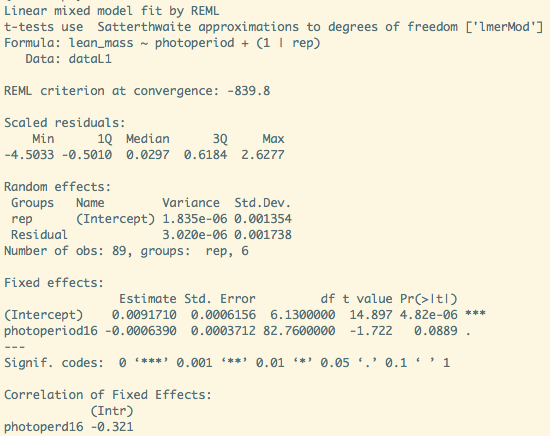 Linear mixed model fit by REML
t-tests use  Satterthwaite approximations to degrees of freedom ['lmerMod']
Formula: lean_mass ~ photoperiod + (1 | rep)
   Data: dataL1

REML criterion at convergence: -839.8

Scaled residuals:
    Min      1Q  Median      3Q     Max
-4.5033 -0.5010  0.0297  0.6184  2.6277

Random effects:
 Groups   Name        Variance  Std.Dev.
 rep      (Intercept) 1.835e-06 0.001354
 Residual             3.020e-06 0.001738
Number of obs: 89, groups:  rep, 6

Fixed effects:
                Estimate Std. Error         df t value Pr(>|t|)
(Intercept)    0.0091710  0.0006156  6.1300000  14.897 4.82e-06 ***
photoperiod16 -0.0006390  0.0003712 82.7600000  -1.722   0.0889 .
---
Signif. codes:  0 ‘***’ 0.001 ‘**’ 0.01 ‘*’ 0.05 ‘.’ 0.1 ‘ ’ 1

Correlation of Fixed Effects:
            (Intr)
photoperd16 -0.321